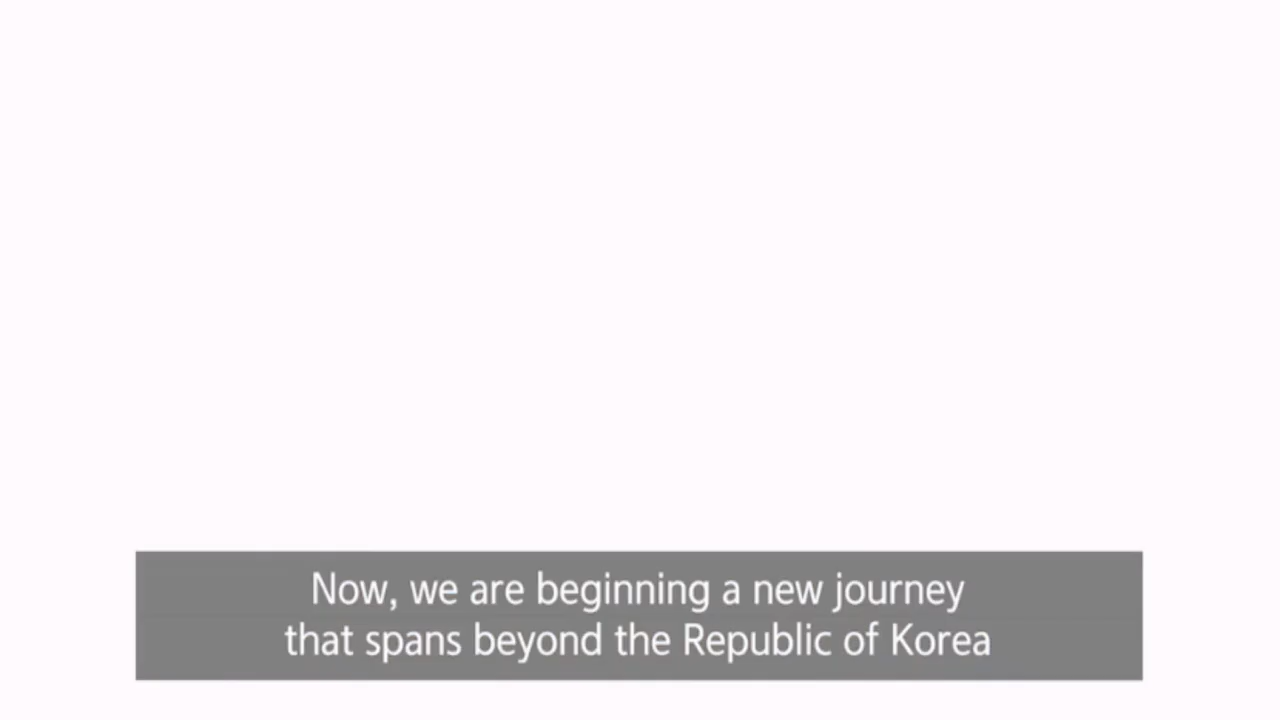 Now, we are beginning a new journey
that spans beyond the Republic of Korea